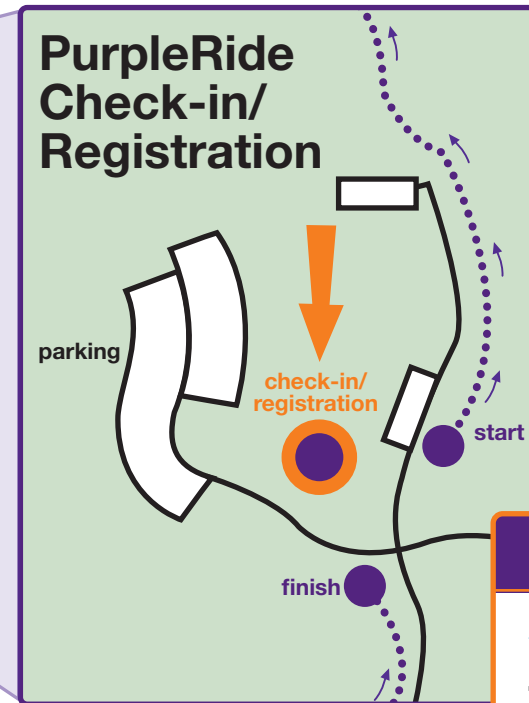 PurpleRide
Check-in/
Registration
parking
check-in/
registration
start
finish